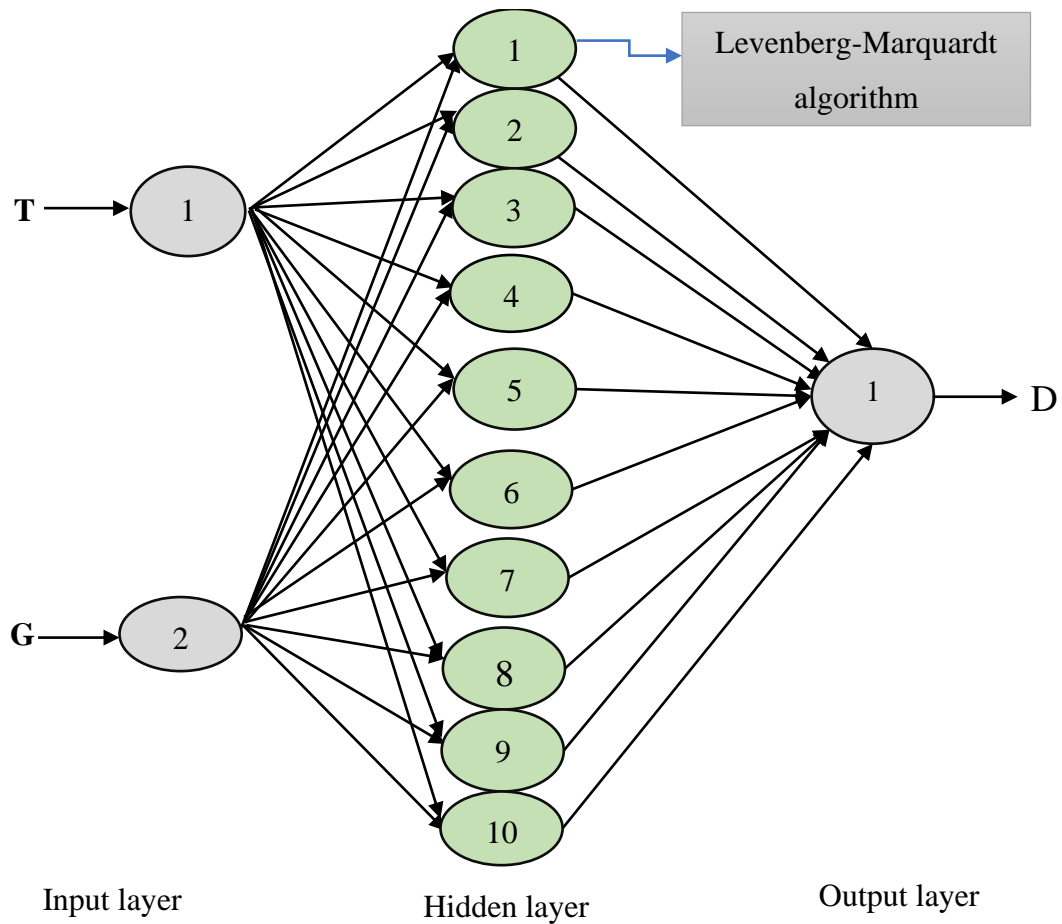 1
Levenberg-Marquardt
algorithm
2
T
1
3
4
5
1
D
6
7
G
2
8
9
10
Input layer
Hidden layer
Output layer